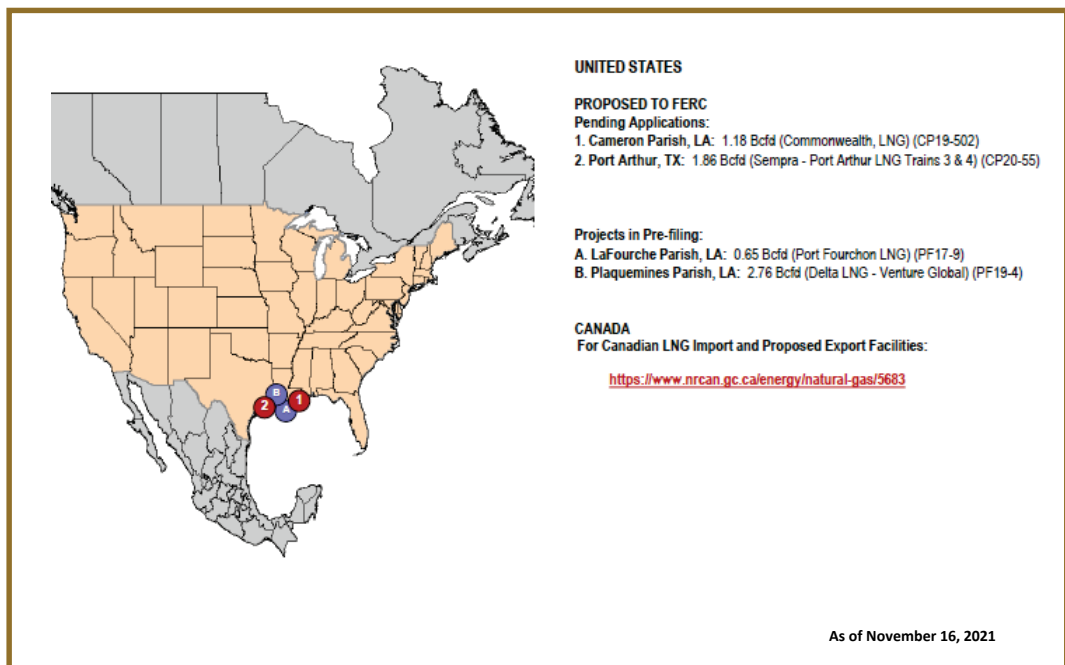 UNITED STATES
PROPOSED TO FERC
Pending Applications:
1. Cameron Parish, LA: 1.18 Bcfd (Commonwealth, LNG) (CP19-502)
2. Port Arthur, TX: 1.86 Bcfd (Sempra - Port Arthur LNG Trains 3 & 4) (CP20-55)
Projects in Pre-filing:
A. LaFourche Parish, LA: 0.65 Bcfd (Port Fourchon LNG) (PF17-9)
B. Plaquemines Parish, LA: 2.76 Bcfd (Delta LNG - Venture Global) (PF19-4)
CANADA
For Canadian LNG Import and Proposed Export Facilities:
https://www.nrcan.gc.ca/energy/natural-gas/5683
B
2
1
A
As of November 16, 2021